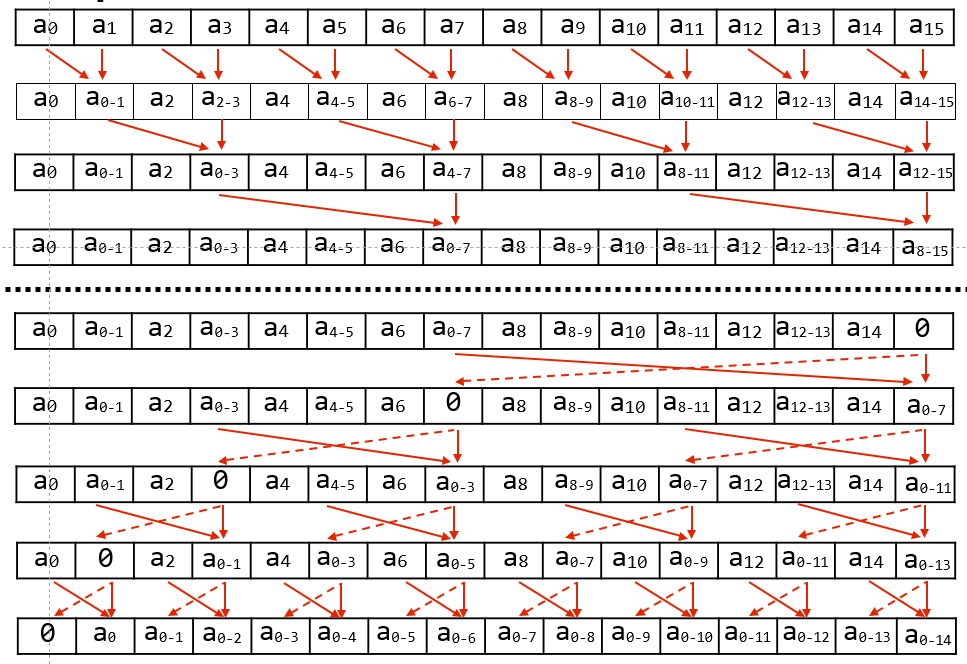 a0 a1 a2 a3 a4 a5 a6 a7 a8 a9 a10 a11 a12 a13 a14 a15
a0 a0-1 a2 a2-3 a4 a4-5 a6 a6-7 a8 a8-9 a10 a10-11 a12 a12-13 a14 a14-15
a0 a0-1 a2 a0-3 a4 a4-5 a6 a4-7 a8 a8-9 a10 a8-11 a12 a12-13 a14 a12-15
a0 a0-1 a2 a0-3 a4 a4-5 a6 a0-7 a8 a8-9 a10 a8-11 a12 a12-13 a14 a8-15
a0 a0-1 a2 a0-3 a4 a4-5 a6 a0-7 a8 a8-9 a10 a8-11 a12 a12-13 a14 0
a0 a0-1 a2 a0-3 a4 a4-5 a6 0 a8 a8-9 a10 a8-11 a12 a12-13 a14 a0-7
a0 a0-1 a2 0 a4 a4-5 a6 a0-3 a8 a8-9 a10 a0-7 a12 a12-13 a14 a0-11
a0 0 a2 a0-1 a4 a0-3 a6 a0-5 a8 a0-7 a10 a0-9 a12 a0-11 a14 a0-13
0 a0 a0-1 a0-2 a0-3 a0-4 a0-5 a0-6 a0-7 a0-8 a0-9 a0-10 a0-11 a0-12 a0-13 a0-14